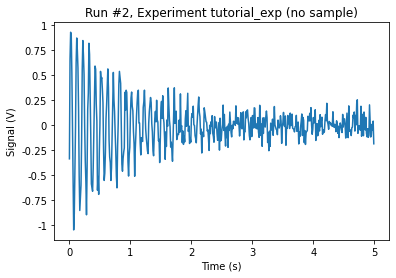 Run #2, Experiment tutorial_exp (no sample)
1
0.75
0.5
0.25
0
-0.25
-0.5
-0.75
-1
Signal (V)
0 1 2 3 4 5
Time (s)